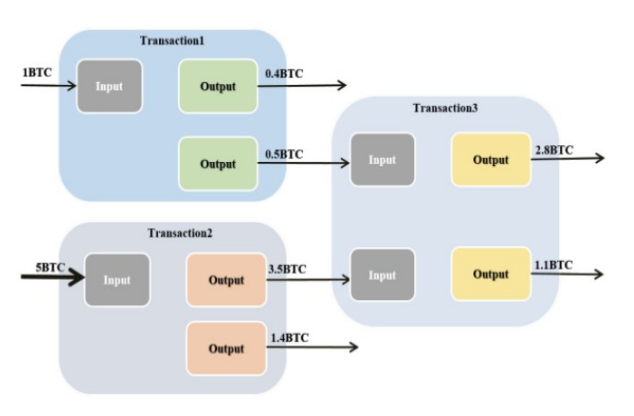 Transaction1
1BTC
Input
Output
0.4BTC
Output
0.5BTC
Transaction2
5BTC
Input
Output
3.5BTC
Output
1.4BTC
Transaction3
Input
Output
2.8BTC
Input
Output
1.1BTC